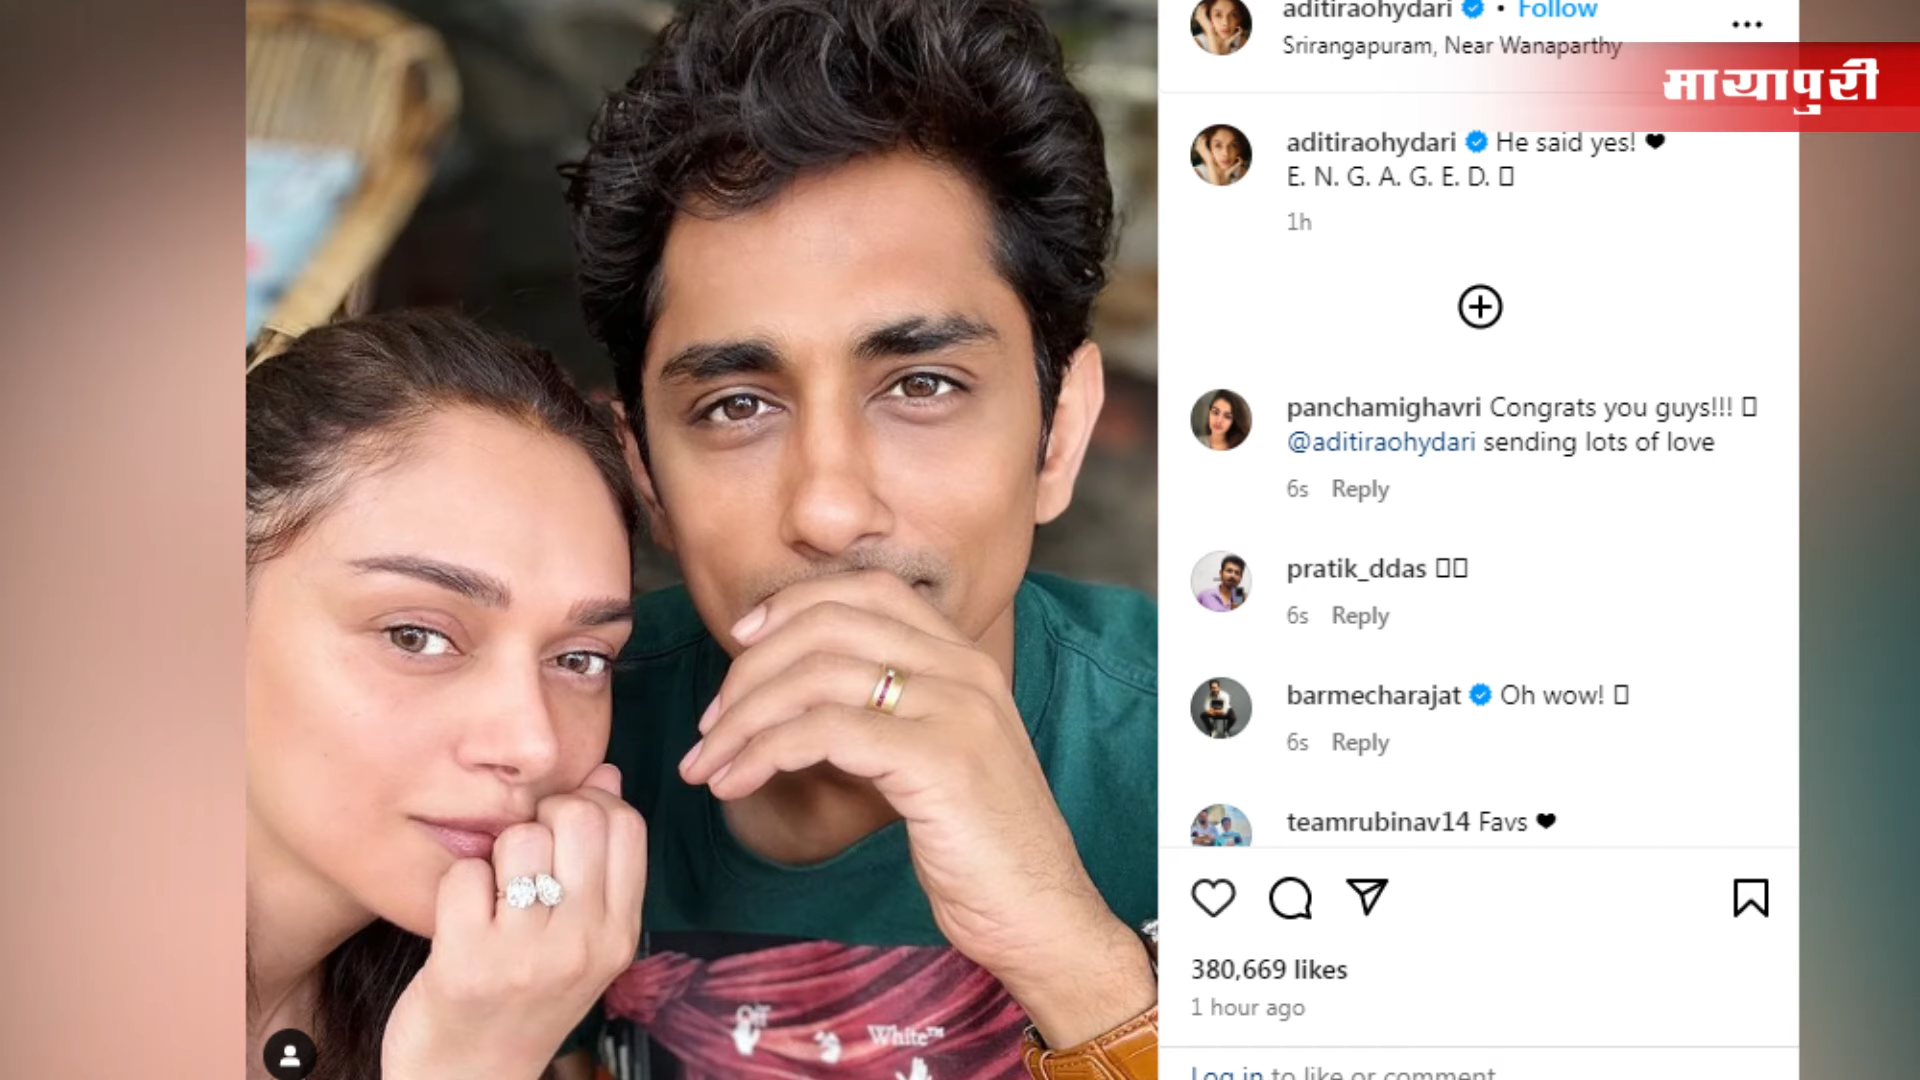 aditiraohydari • Follow
Srirangapuram, Near Wanaparthy
मायापुरी
aditiraohydari He said yes! 🖤
E. N. G. A. G. E. D.
1h
panchamighavri Congrats you guys!!!
@aditiraohydari sending lots of love
6s Reply
pratik_ddas
6s Reply
barmecharajat Oh wow!
6s Reply
teamrubinav14 Favs 🖤
380,669 likes
1 hour ago
Log in to like or comment
Off
White™